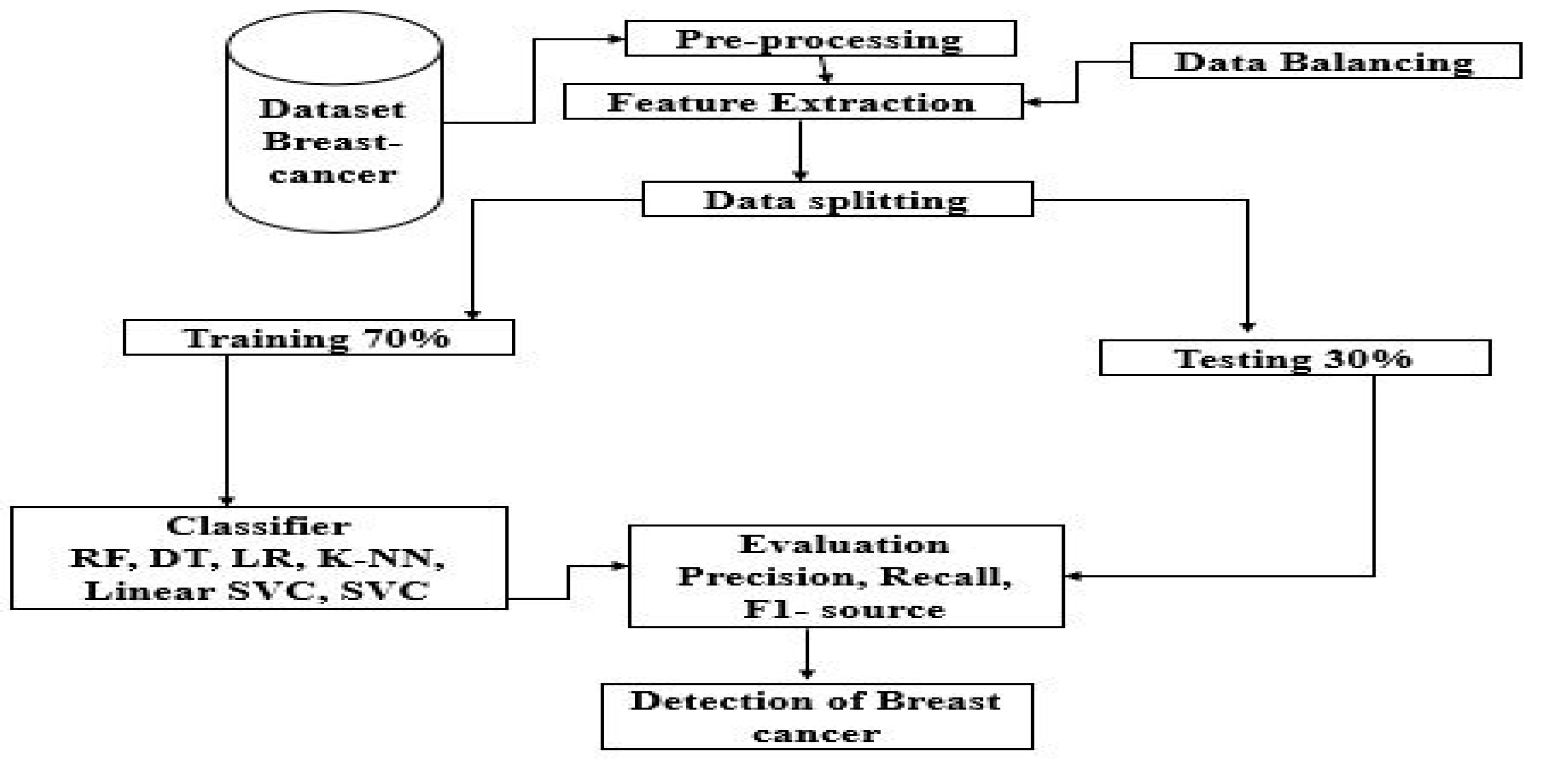 Pre-processing
Data Balancing
Dataset
Breast-
cancer
Feature Extraction
Data splitting
Training 70%
Testing 30%
Classifier
RF, DT, LR, K-NN,
Linear SVC, SVC
Evaluation
Precision, Recall,
F1- source
Detection of Breast
cancer